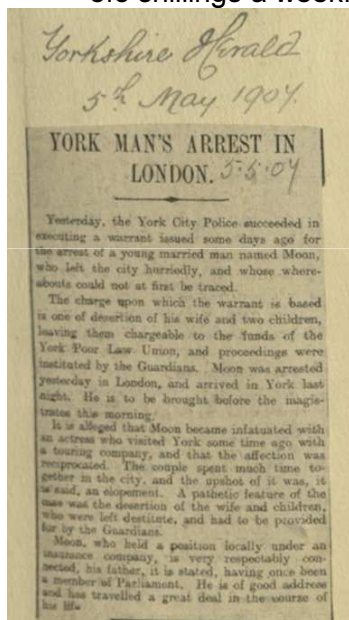 shillings a week
Yorkshire Herald
5th May 1907.
YORK MAN'S ARREST IN
LONDON. 5.5.07
Yesterday, the York City Police succeeded in
executing a warrant issued some days ago for
the arrest of a young married man named Moon,
who left the city hurriedly, and whose where-
abouts could not at first be traced.
The charge upon which the warrant is based
is one of desertion of his wife and two children,
leaving them chargeable to the funds of the
York Poor Law Union, and proceedings were
instituted by the Guardians. Moon was arrested
yesterday in London, and arrived in York last
night. He is to be brought before the magis-
trates this morning.
It is alleged that Moon became infatuated with
an actress who visited York some time ago with
a touring company, and that the affection was
reciprocated. The couple spent much time to-
gether in the city, and the upshot of it was, it
is said, an elopement. A pathetic feature of the
case was the desertion of the wife and children,
who were left destitute, and had to be provided
for by the Guardians.
Moon, who held a position locally under an
insurance company, is very respectably con-
nected, his father, it is stated, having once been
a member of Parliament. He is of good address
and has travelled a great deal in the course of
his life